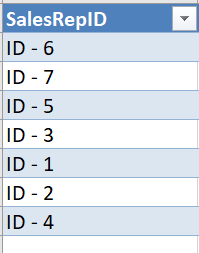 SalesRepID
ID - 6
ID - 7
ID - 5
ID - 3
ID - 1
ID - 2
ID - 4